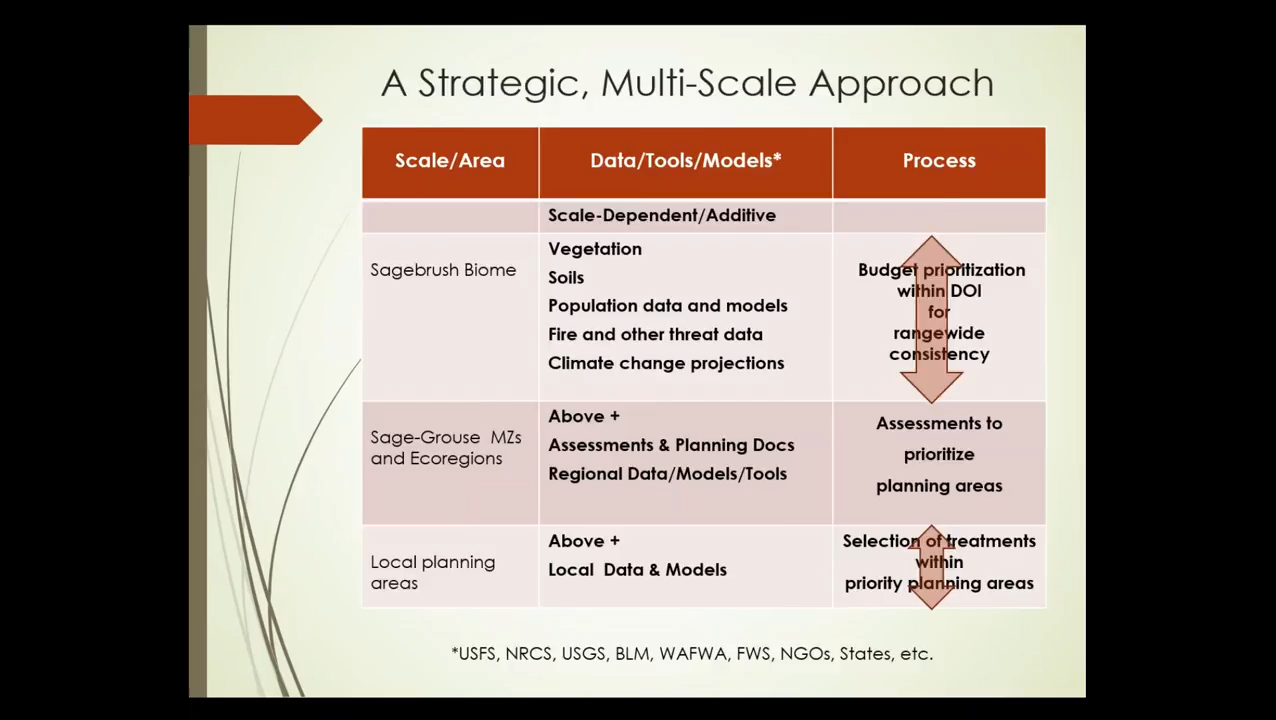 A Strategic, Multi-Scale Approach
Scale/Area
Data/Tools/Models*
Process
Scale-Dependent/Additive
Sagebrush Biome
Vegetation
Soils
Population data and models
Fire and other threat data
Climate change projections
Budget prioritization
within DOI
for
rangewide
consistency
Sage-Grouse MZs
and Ecoregions
Above +
Assessments & Planning Docs
Regional Data/Models/Tools
Assessments to
prioritize
planning areas
Local planning
areas
Above +
Local Data & Models
Selection of treatments
within
priority planning areas
*USFS, NRCS, USGS, BLM, WAFWA, FWS, NGOs, States, etc.